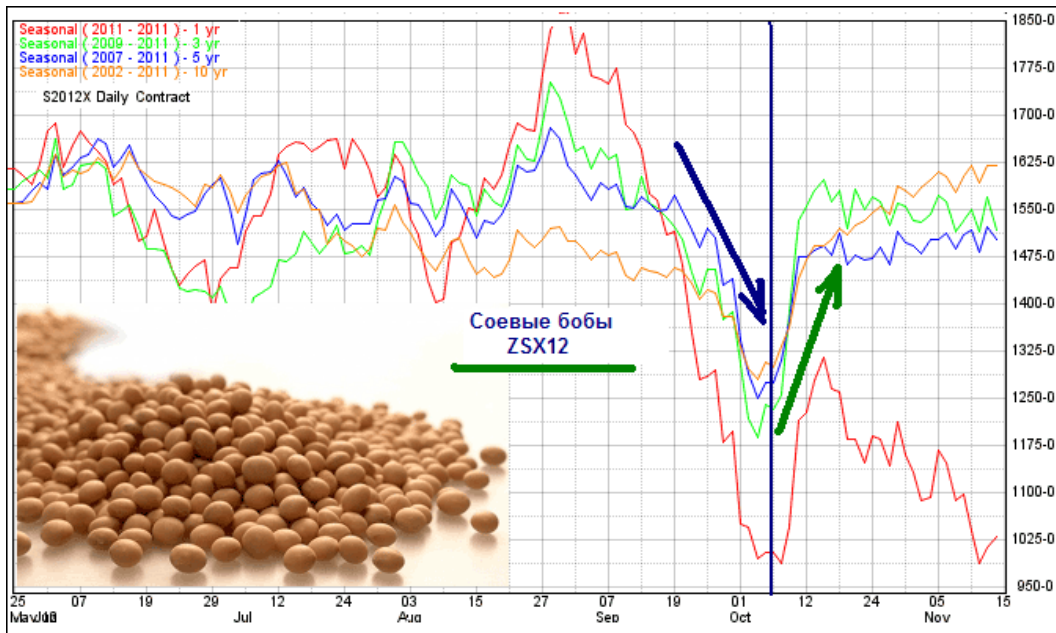 Seasonal ( 2011 - 2011 ) - 1 yr
Seasonal ( 2009 - 2011 ) - 3 yr
Seasonal ( 2007 - 2011 ) - 5 yr
Seasonal ( 2002 - 2011 ) - 10 yr
S2012X Daily Contract
Соевые бобы
ZSX12
1850-0
1775-0
1700-0
1625-0
1550-0
1475-0
1400-0
1325-0
1250-0
1175-0
1100-0
1025-0
950-0
25 07 19 29 12 24 03 15 27 07 19 01 12 24 05 15
Jul Aug Sep Oct Nov